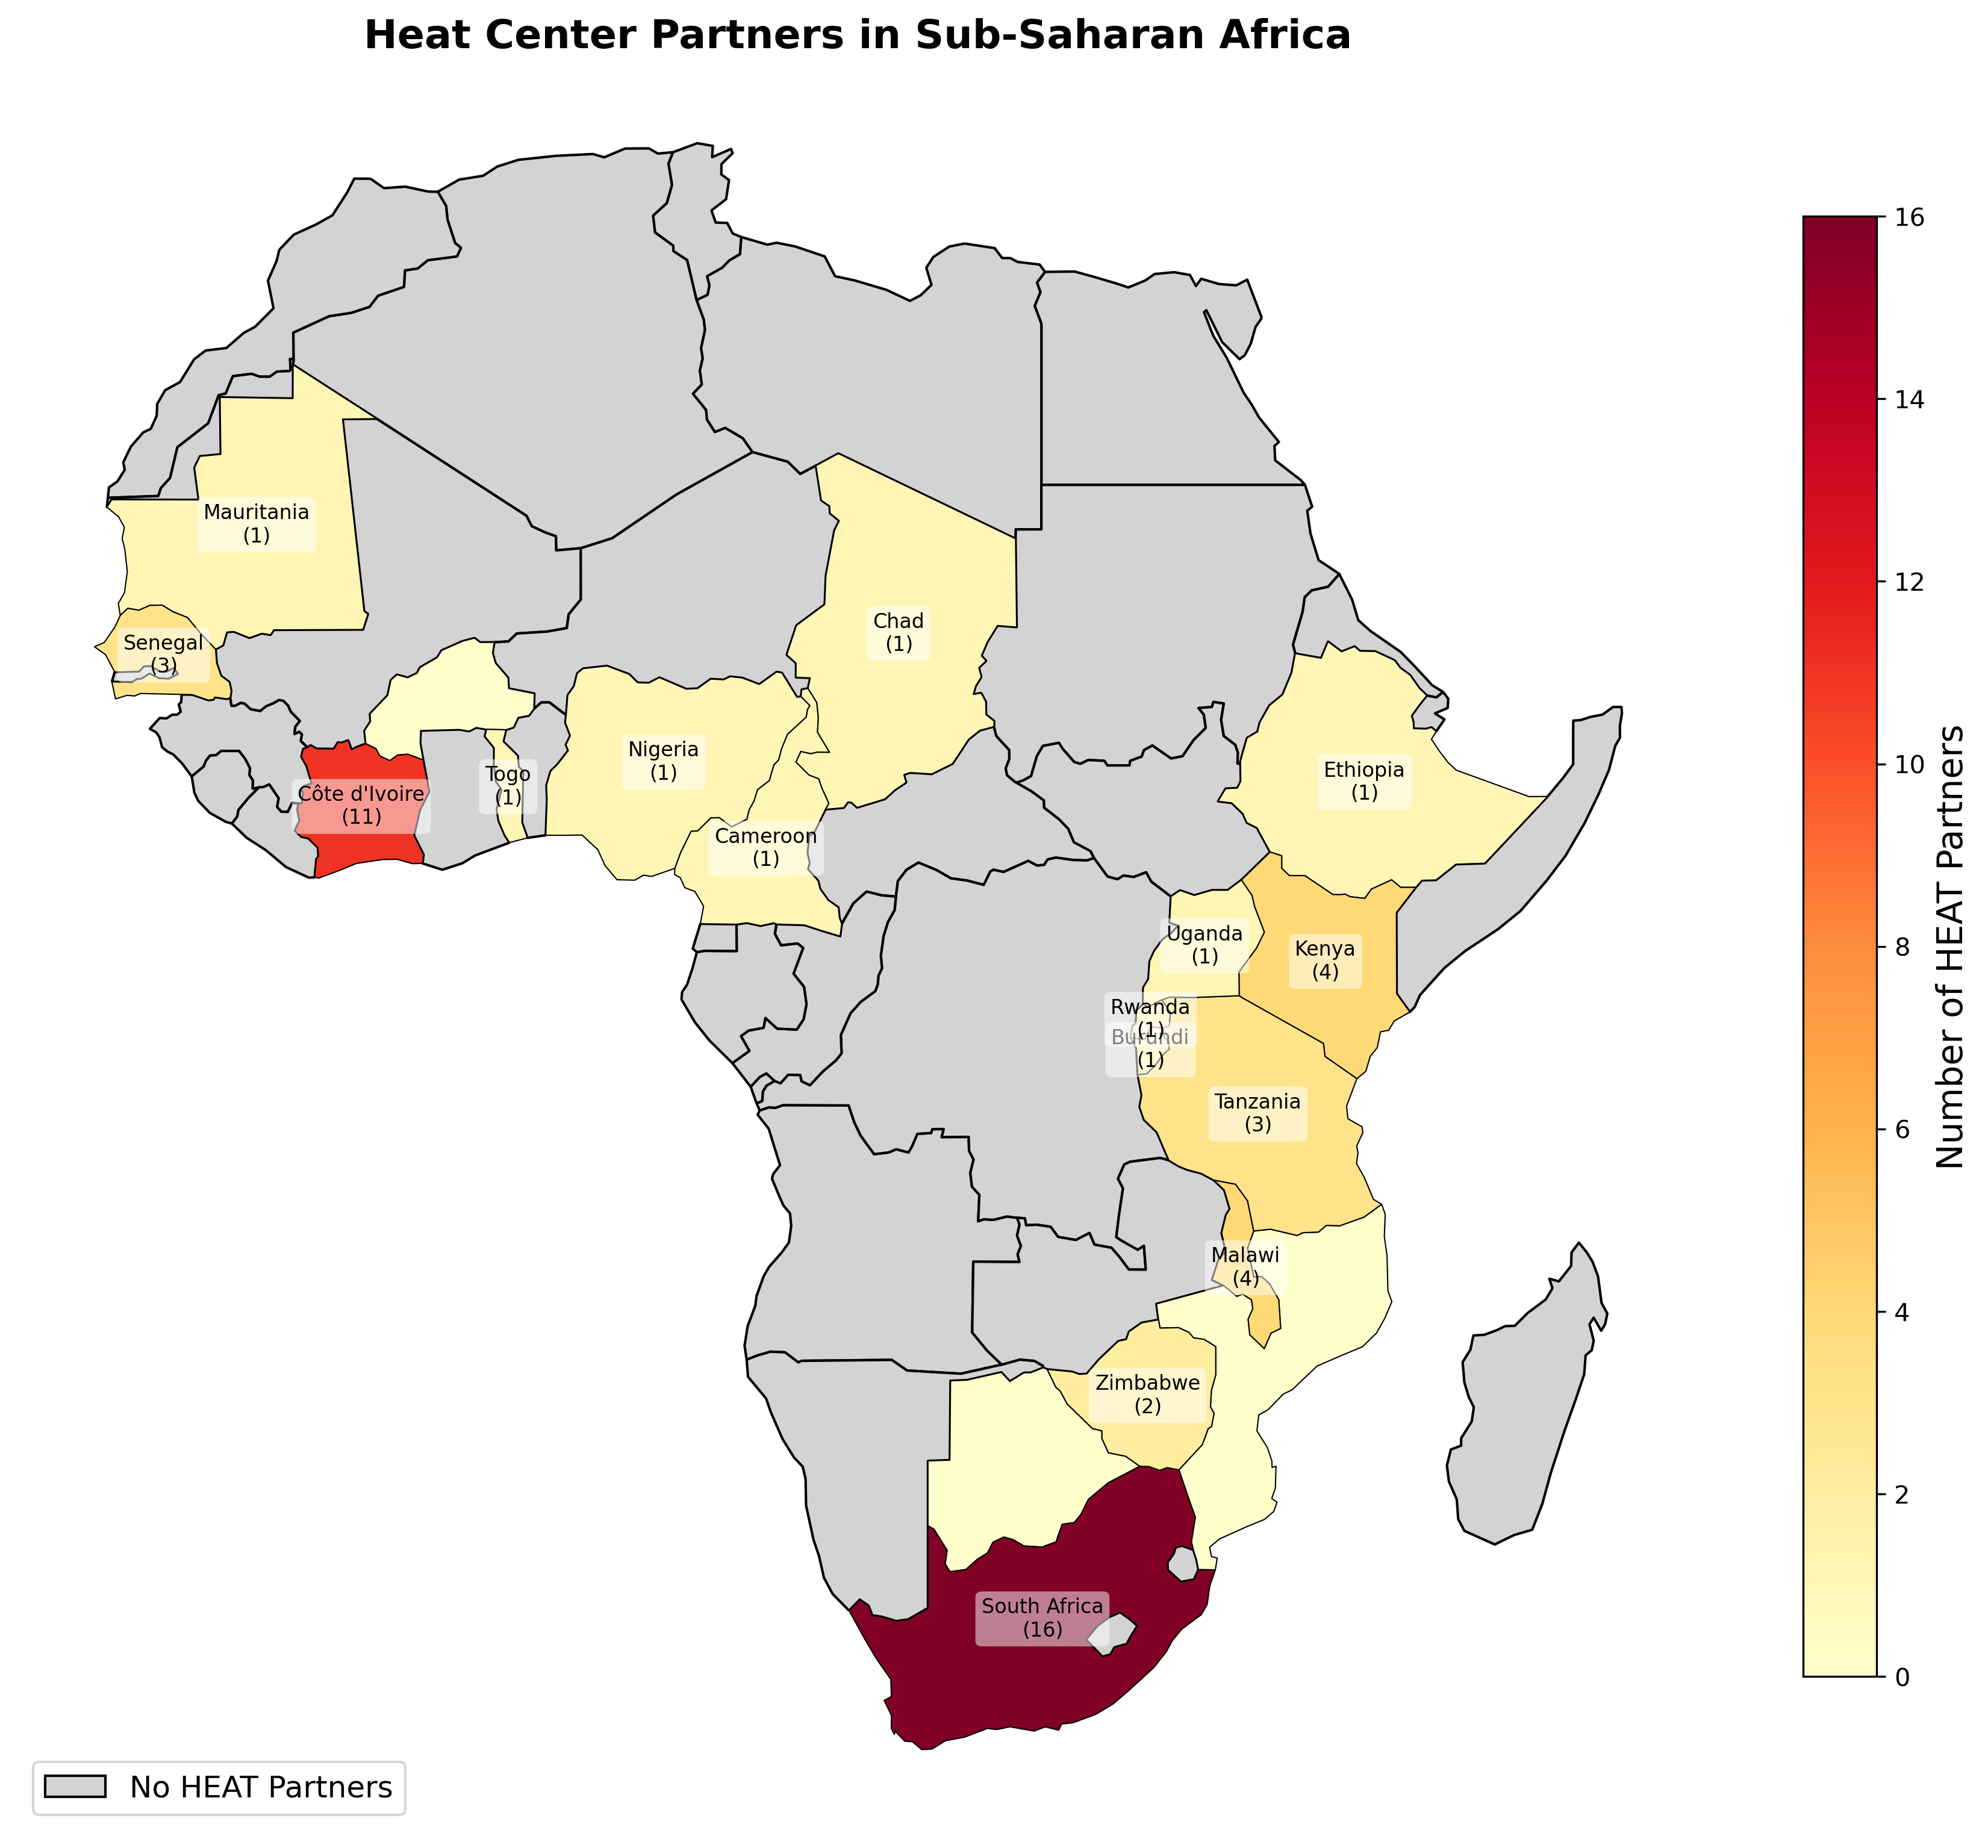 Heat Center Partners in Sub-Saharan Africa
Mauritania
(1)
Senegal
(3)
Chad
(1)
Nigeria
(1)
Togo
(1)
Côte d'Ivoire
(11)
Cameroon
(1)
Ethiopia
(1)
Uganda
(1)
Kenya
(4)
Rwanda
(1)
Burundi
(1)
Tanzania
(3)
Malawi
(4)
Zimbabwe
(2)
South Africa
(16)
No HEAT Partners
16
14
12
10
8
6
4
2
0
Number of HEAT Partners